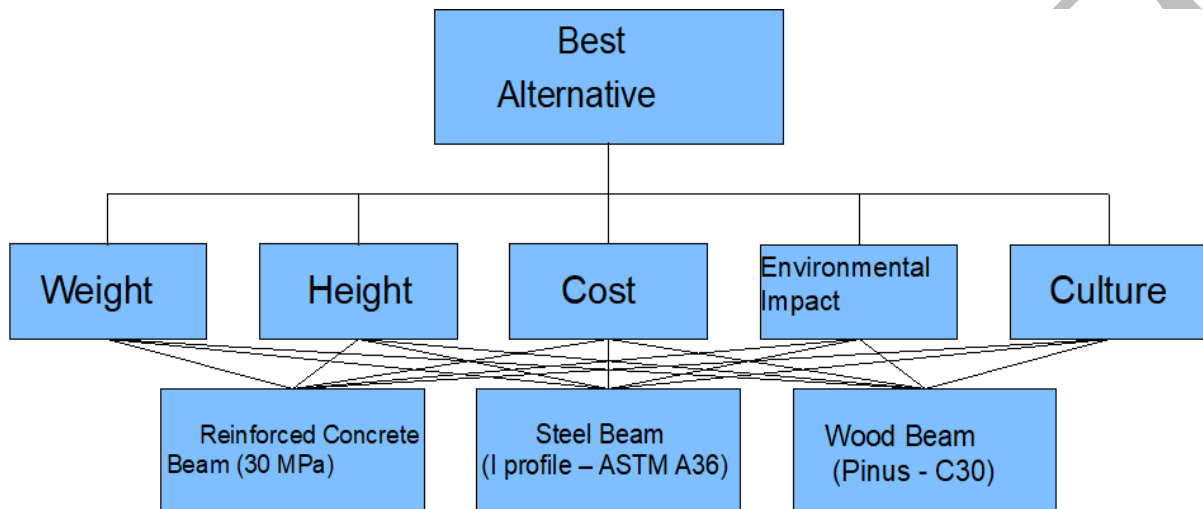 Best
Alternative
Weight
Height
Cost
Environmental
Impact
Culture
Reinforced Concrete
Beam (30 MPa)
Steel Beam
(I profile – ASTM A36)
Wood Beam
(Pinus - C30)